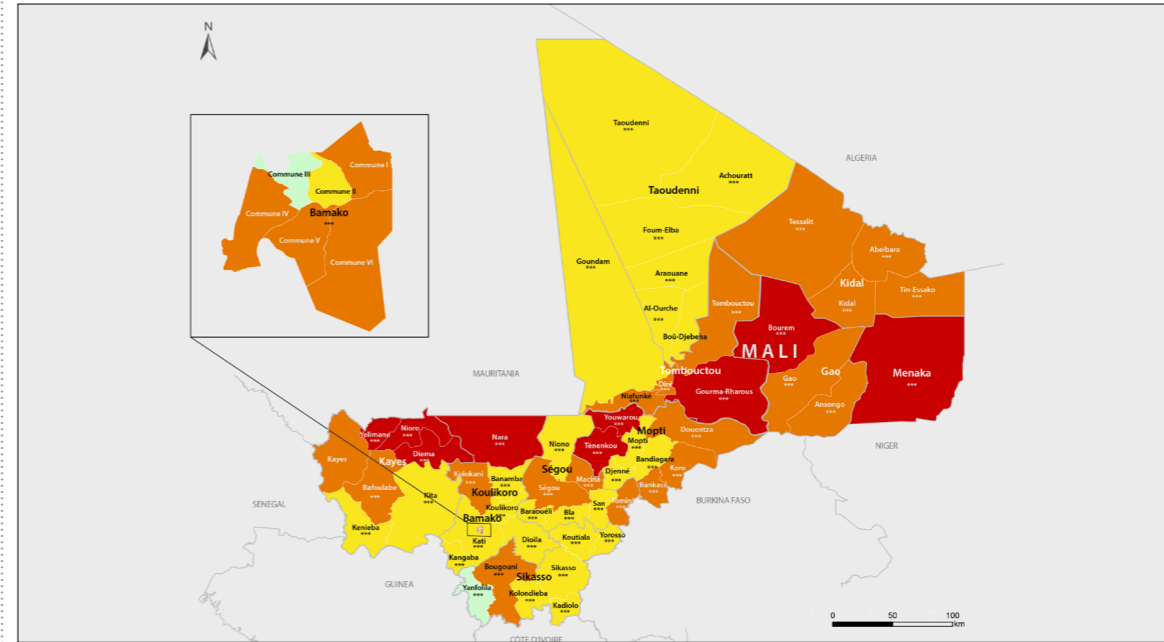 N
Taoudenni
***
ALGERIA
Commune I
Commune III
Achouratt
***
Commune II
Taoudenni
Bamako
***
Commune IV
Tessalit
***
Foum-Elba
***
Commune V
Abeïbara
***
Commune VI
Goundam
***
Araouane
***
Kidal
Tin-Essako
***
Tombouctou
***
Kidal
***
Al-Ourche
***
Bourem
***
Boû-Djebeha
MALI
MAURITANIA
Tombouctou
Gao
Menaka
***
Gao
***
Diré
***
Gourma-Rharous
***
Niafunké
***
Ansongo
***
Youwarou
***
Yelimane
***
Nioro
***
Nara
***
Mopti
Douentza
***
Niono
***
Ténenkou
***
Mopti
***
NIGER
Diema
***
Kayes
Kayes
Ségou
Djenné
***
Bandiagara
***
Koro
***
Kolokani
***
Banamba
***
Macina
***
Bafoulabe
***
Ségou
***
Bankass
***
Kita
***
Koulikoro
San
***
Tominian
***
BURKINA FASO
SENEGAL
Koulikoro
***
Baraouéli
***
Bla
***
Bamako
***
Kenieba
***
Kati
***
Dioila
***
Koutiala
***
Yorosso
***
Kangaba
***
Bougouni
***
Sikasso
***
Sikasso
GUINEA
Yanfolila
***
Kolondieba
***
Kadiolo
***
0 50 100
km
CÔTE D'IVOIRE